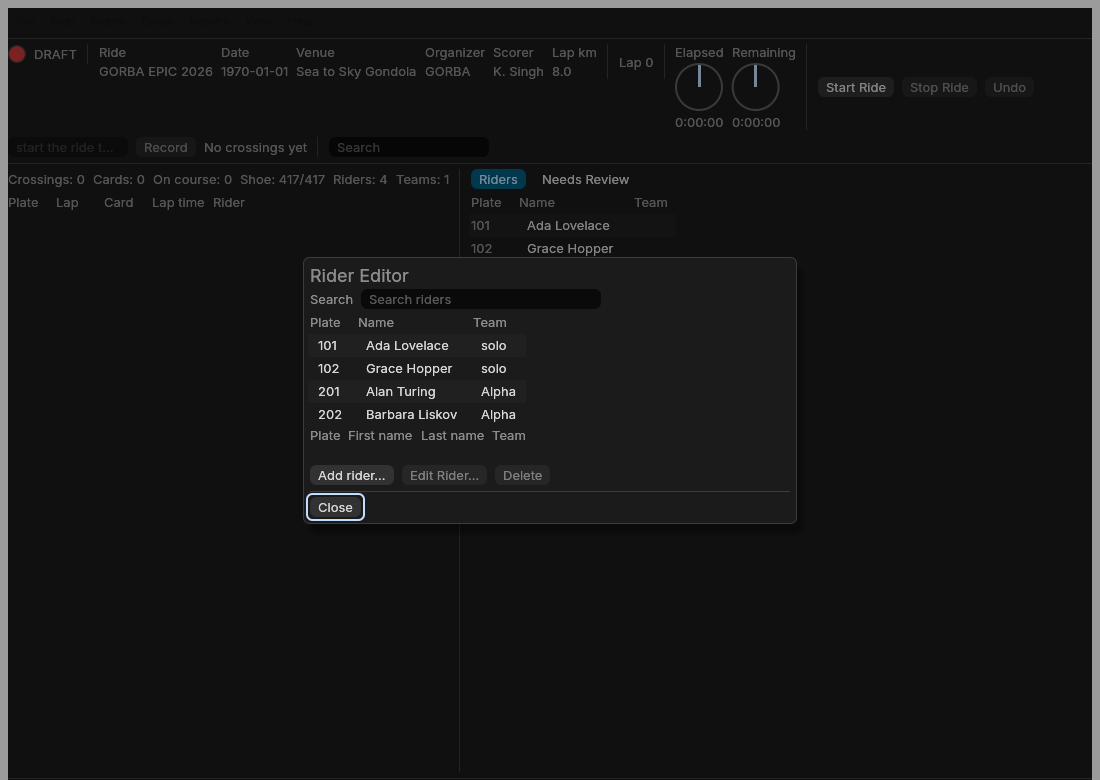 DRAFT
Ride Date Venue Organizer Scorer Lap km
GORBA EPIC 2026 1970-01-01 Sea to Sky Gondola GORBA K. Singh 8.0
Lap 0
Elapsed Remaining
0:00:00 0:00:00
Start Ride Stop Ride Undo
start the ride t... Record No crossings yet Search
Crossings: 0 Cards: 0 On course: 0 Shoe: 417/417 Riders: 4 Teams: 1
Plate Lap Card Lap time Rider
Riders Needs Review
Plate Name Team
101 Ada Lovelace
102 Grace Hopper
Rider Editor
Search Search riders
Plate Name Team
101 Ada Lovelace solo
102 Grace Hopper solo
201 Alan Turing Alpha
202 Barbara Liskov Alpha
Plate First name Last name Team
Add rider... Edit Rider... Delete
Close